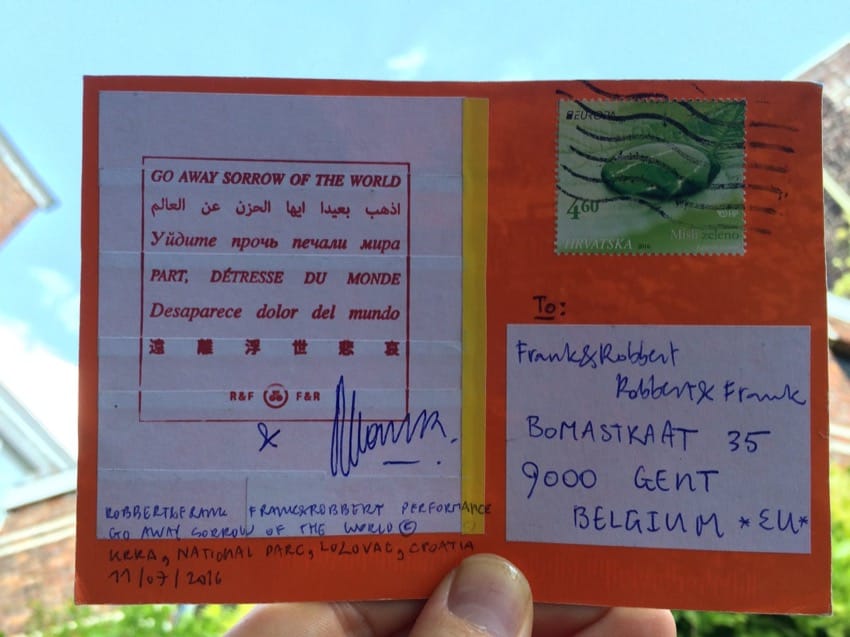 GO AWAY SORROW OF THE WORLD
اذهب بعيدا ايها الحزن عن العالم
Уйдите прочь печали мира
PART, DÉTRESSE DU MONDE
Desaparece dolor del mundo
遠離浮世悲哀
R&F F&R
&
ROBBERT&FRANK FRANK&ROBBERT PERFORMANCE
GO AWAY SORROW OF THE WORLD ©
KRKA, NATIONAL PARC, LOZOVAC, CROATIA
11/07/2016
EUROPA
4.60
HP
Misli zeleno
HRVATSKA 2016
To:
Frank&Robbert
Robbert& Frank
BOMASTRAAT 35
9000 GENT
BELGIUM *EU*